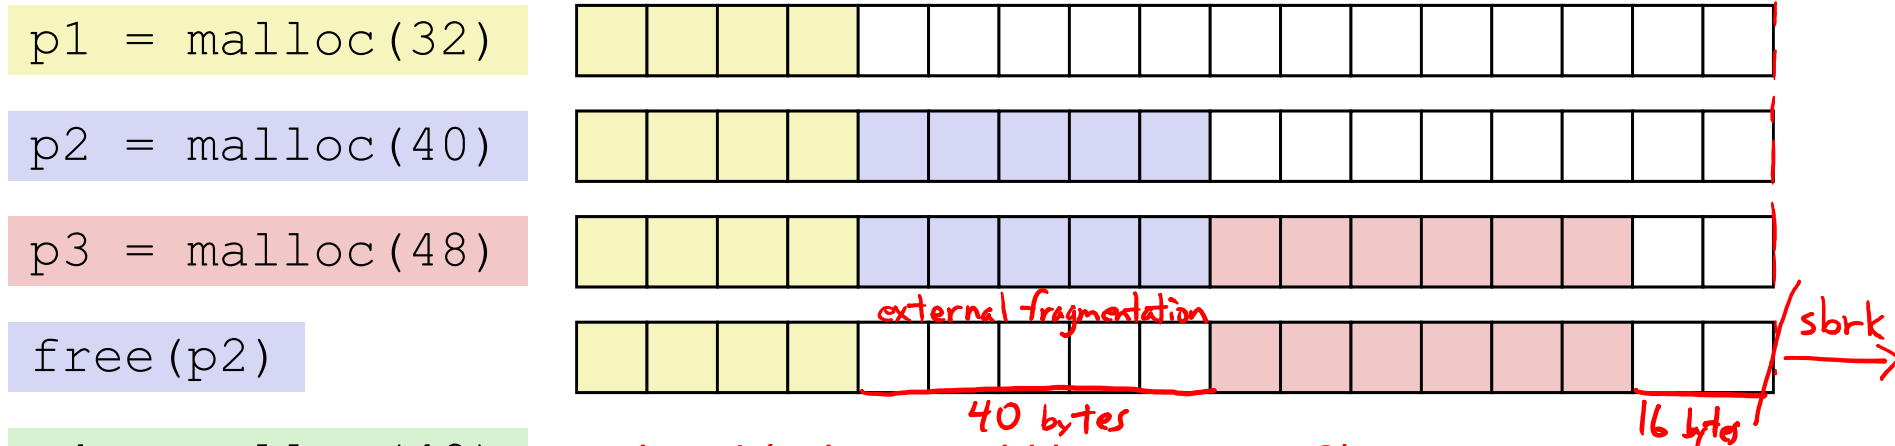 p1 = malloc(32)
p2 = malloc(40)
p3 = malloc(48)
external fragmentation
free(p2)
sbrk
40 bytes
16 bytes